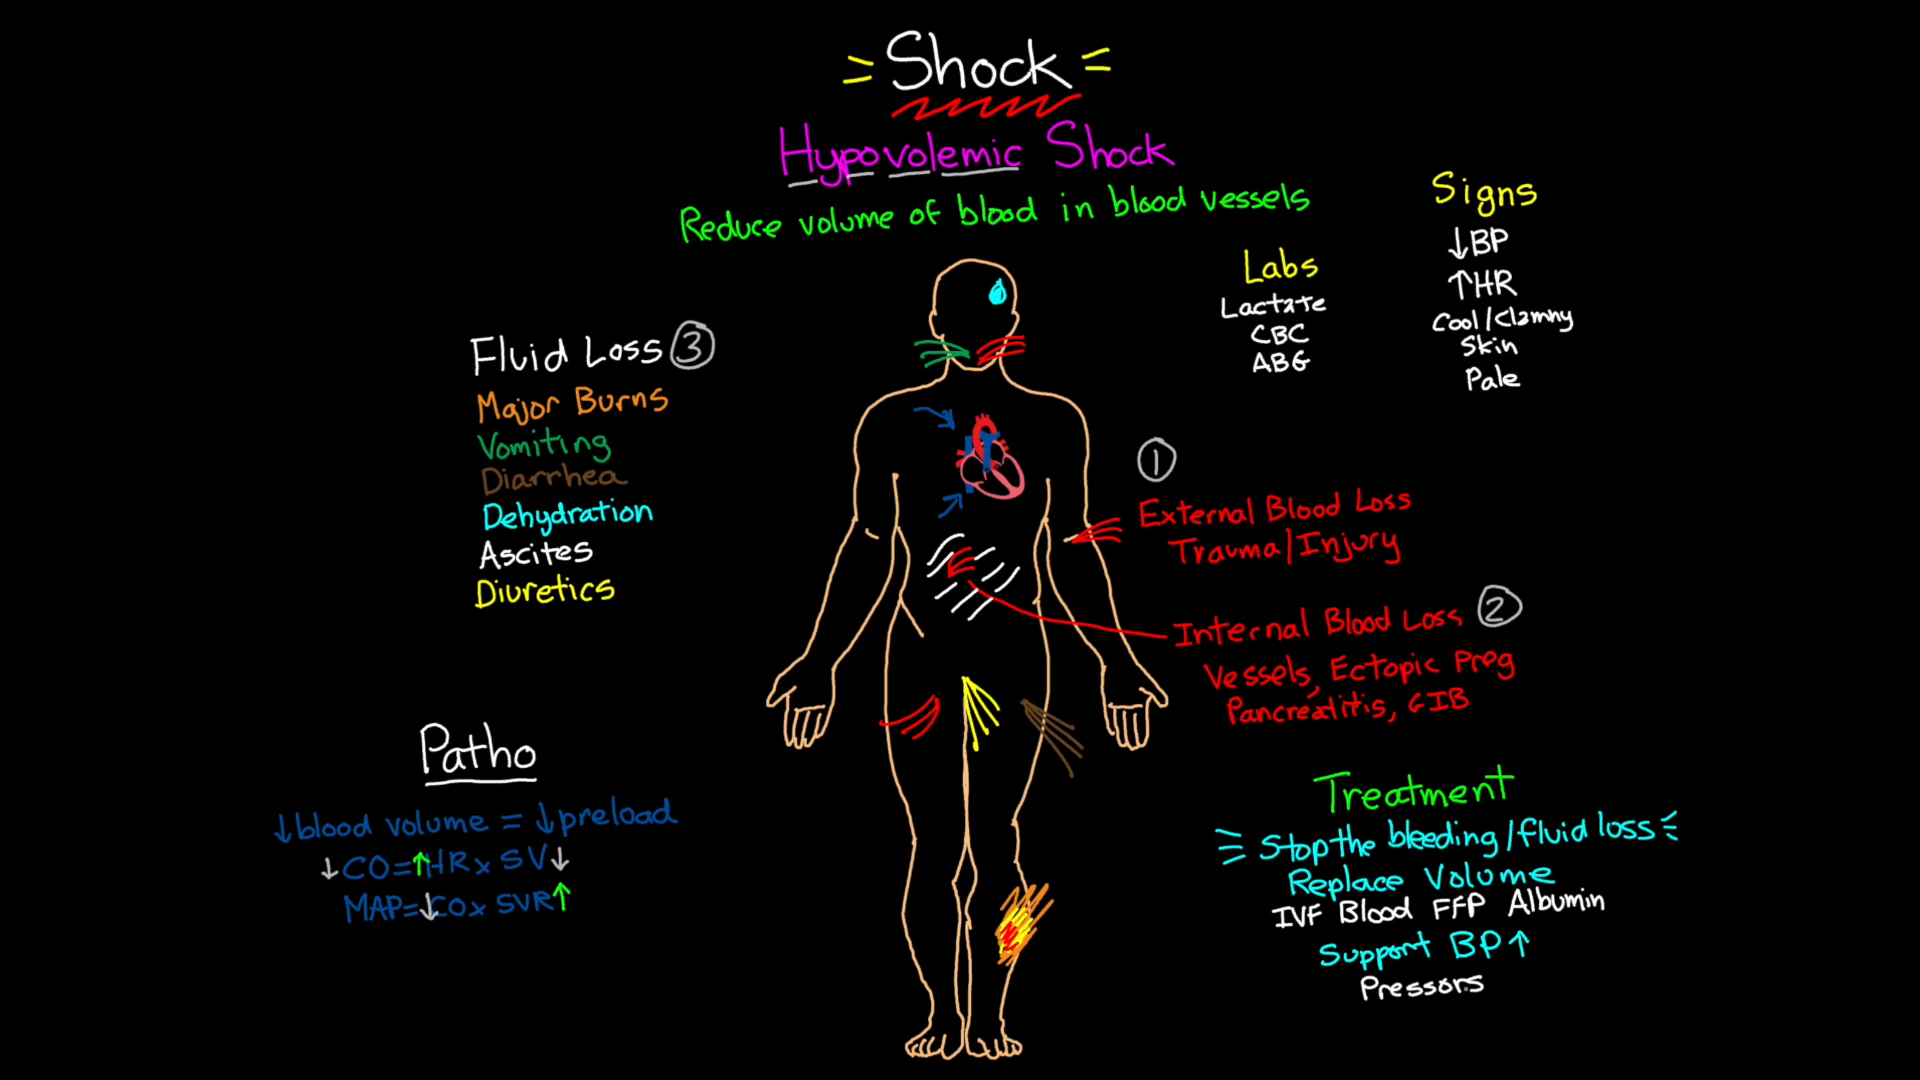 Shock
Hypovolemic Shock
Reduce volume of blood in blood vessels
Signs
↓BP
↑HR
Cool/Clammy
Skin
Pale
Labs
Lactate
CBC
ABG
Fluid Loss ③
Major Burns
Vomiting
Diarrhea
Dehydration
Ascites
Diuretics
①
External Blood Loss
Trauma/Injury
Internal Blood Loss ②
Vessels, Ectopic Preg
Pancreatitis, GIB
Patho
↓blood volume = ↓preload
↓CO=↑HR x SV↓
MAP=↓CO x SVR↑
Treatment
Stop the bleeding/fluid loss
Replace Volume
IVF Blood FFP Albumin
Support BP↑
Pressors